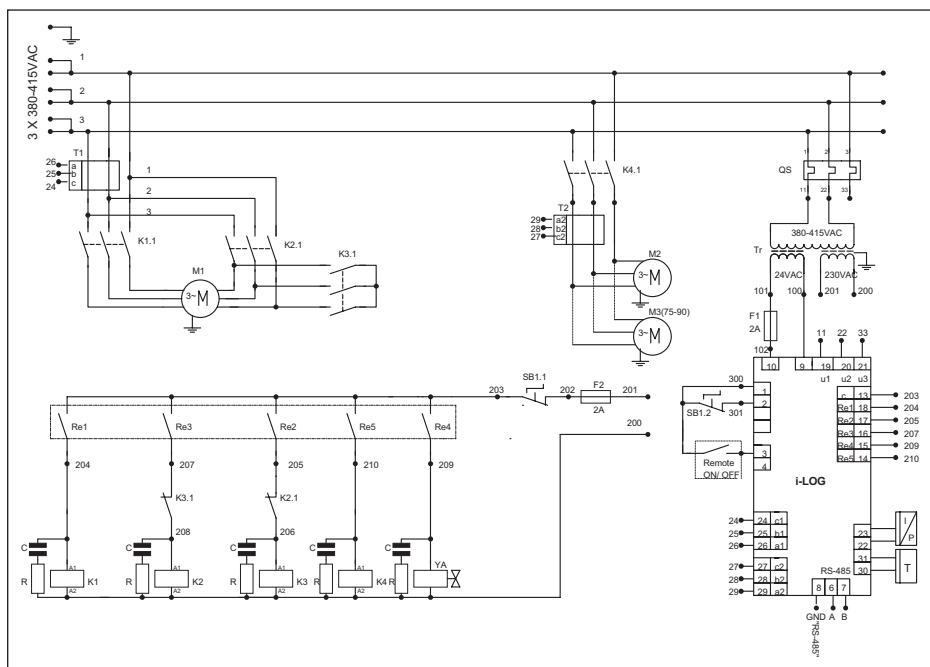 3 X 380-415VAC
1
2
3
T1
26 a
25 b
24 c
1
2
3
K1.1
K2.1
K3.1
M1
3~ M
K4.1
T2
29 a2
28 b2
27 c2
M2
3~ M
M3(75-90)
3~ M
1 2 3
QS
11 22 33
380-415VAC
Tr
24VAC 230VAC
101 100 201 200
F1
2A
102
11 22 33
10 9 19 20 21
u1 u2 u3
203 SB1.1 202 F2 201
2A
200
Re1 Re3 Re2 Re5 Re4
204 207 205 210 209
K3.1 K2.1
208 206
C C C C C
R A1 K1 A2
R A1 K2 A2
R A1 K3 A2
R A1 K4 A2
R A1 YA A2
300
SB1.2 301
1
2
3
4
Remote
ON/ OFF
i-LOG
c 13 203
Re1 18 204
Re2 17 205
Re3 16 207
Re4 15 209
Re5 14 210
24 24 c1
25 25 b1
26 26 a1
27 27 c2
28 28 b2
29 29 a2
23
22
I
P
31
30
T
RS-485
8 6 7
GND A B
"RS-485"